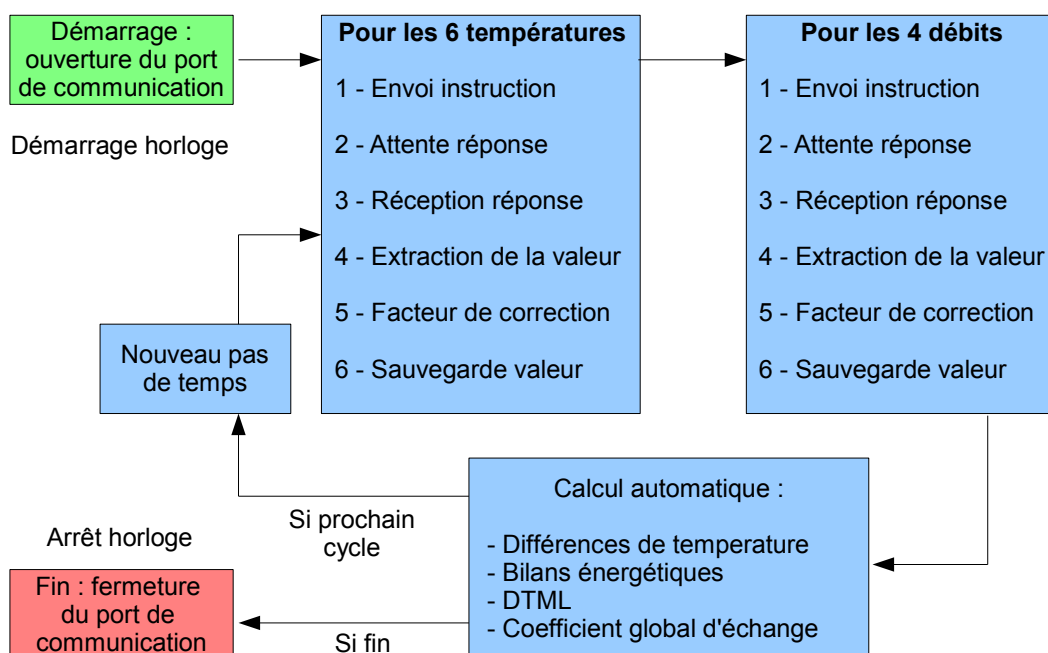 Démarrage :
ouverture du port
de communication
Démarrage horloge
Pour les 6 températures
1 - Envoi instruction
2 - Attente réponse
3 - Réception réponse
4 - Extraction de la valeur
5 - Facteur de correction
6 - Sauvegarde valeur
Pour les 4 débits
1 - Envoi instruction
2 - Attente réponse
3 - Réception réponse
4 - Extraction de la valeur
5 - Facteur de correction
6 - Sauvegarde valeur
Nouveau pas
de temps
Calcul automatique :
- Différences de temperature
- Bilans énergétiques
- DTML
- Coefficient global d'échange
Si prochain
cycle
Arrêt horloge
Fin : fermeture
du port de
communication
Si fin